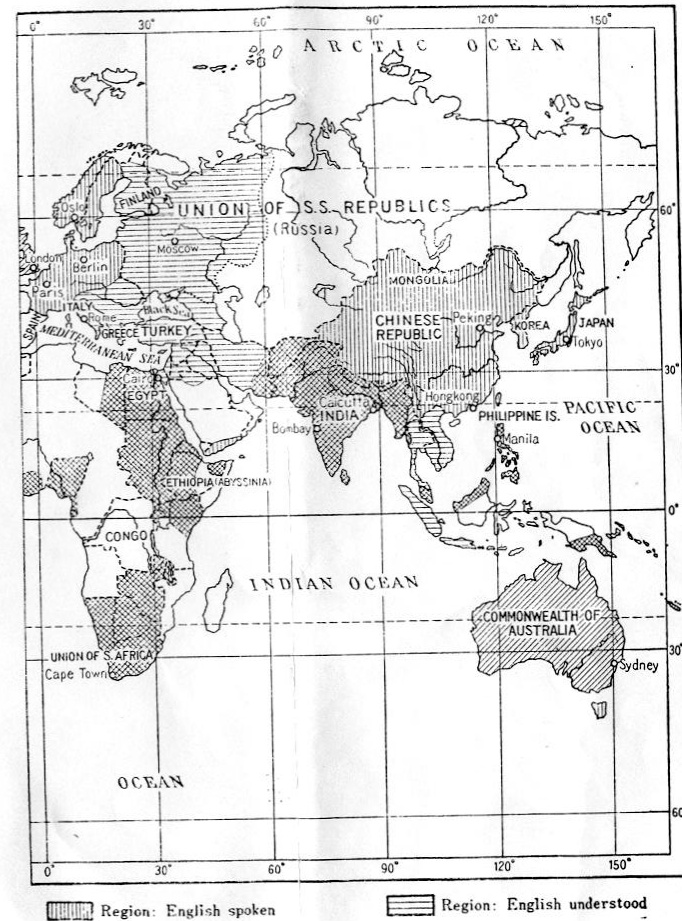 0° 30° 60° 90° 120° 150°
ARCTIC OCEAN
FINLAND
Oslo
UNION OF S.S. REPUBLICS
(Russia)
60°
Moscow
London
Berlin
Paris
MONGOLIA
ITALY
Black Sea
Rome
SPAIN
GREECE TURKEY
MEDITERRANEAN SEA
CHINESE
REPUBLIC
Peking
KOREA
JAPAN
Tokyo
30°
Cairo
EGYPT
Calcutta
INDIA
Bombay
Hongkong
PHILIPPINE IS.
PACIFIC
OCEAN
Manila
ETHIOPIA (ABYSSINIA)
0°
CONGO
INDIAN OCEAN
COMMONWEALTH OF
AUSTRALIA
UNION OF S. AFRICA
Cape Town
30°
Sydney
OCEAN
60°
0° 30° 60° 90° 120° 150°
Region: English spoken
Region: English understood